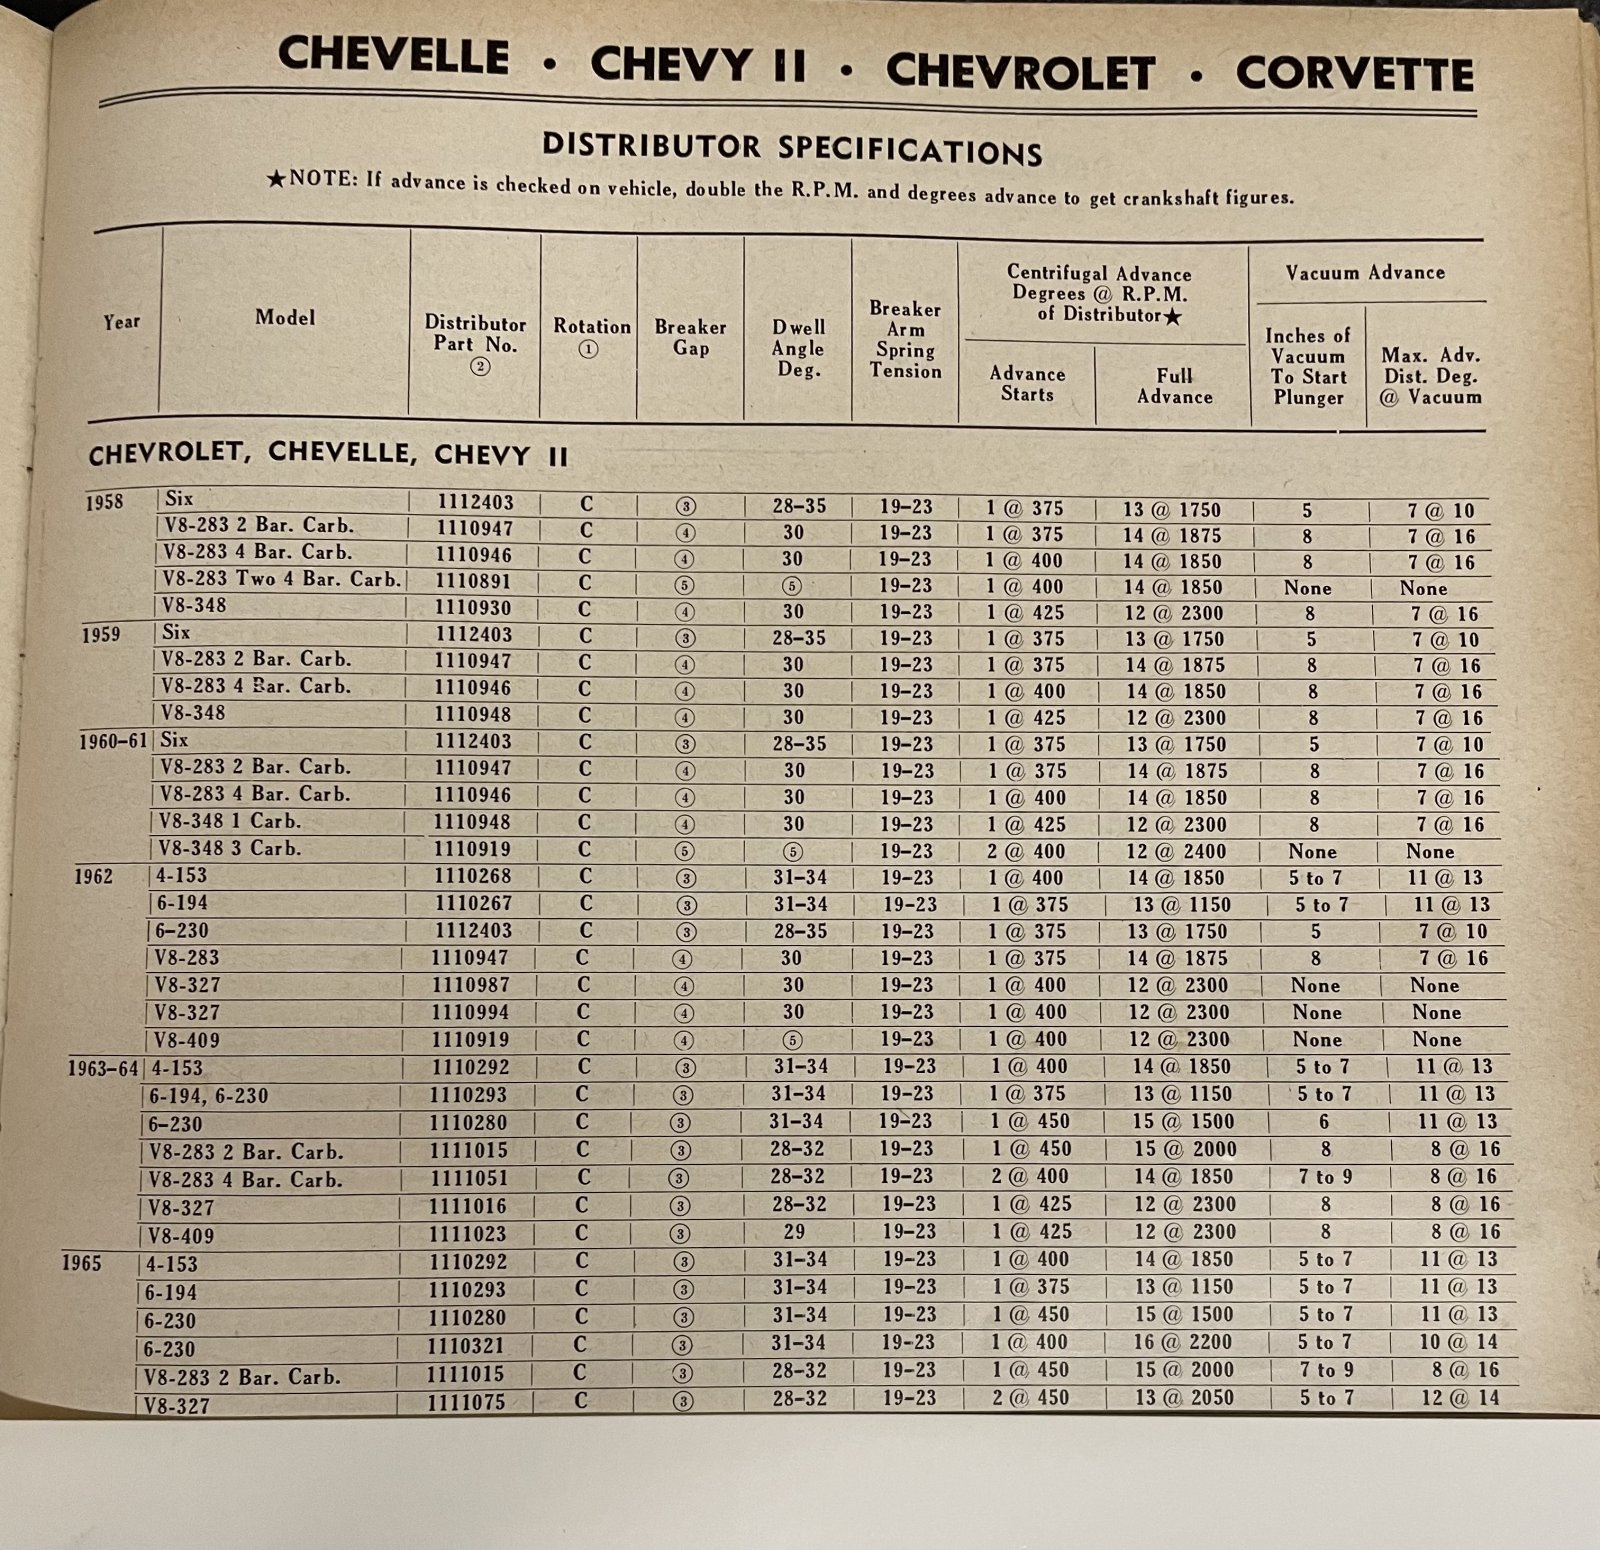 CHEVELLE • CHEVY II • CHEVROLET • CORVETTE
DISTRIBUTOR SPECIFICATIONS
★NOTE: If advance is checked on vehicle, double the R.P.M. and degrees advance to get crankshaft figures.
Year
Model
Distributor Part No. ②
Rotation ①
Breaker Gap
Dwell Angle Deg.
Breaker Arm Spring Tension
Centrifugal Advance Degrees @ R.P.M. of Distributor★
Advance Starts
Full Advance
Vacuum Advance
Inches of Vacuum To Start Plunger
Max. Adv. Dist. Deg. @ Vacuum
CHEVROLET, CHEVELLE, CHEVY II
1958 Six 1112403 C ③ 28–35 19–23 1 @ 375 13 @ 1750 5 7 @ 10
V8-283 2 Bar. Carb. 1110947 C ④ 30 19–23 1 @ 375 14 @ 1875 8 7 @ 16
V8-283 4 Bar. Carb. 1110946 C ④ 30 19–23 1 @ 400 14 @ 1850 8 7 @ 16
V8-283 Two 4 Bar. Carb. 1110891 C ⑤ ⑤ 19–23 1 @ 400 14 @ 1850 None None
V8-348 1110930 C ④ 30 19–23 1 @ 425 12 @ 2300 8 7 @ 16
1959 Six 1112403 C ③ 28–35 19–23 1 @ 375 13 @ 1750 5 7 @ 10
V8-283 2 Bar. Carb. 1110947 C ④ 30 19–23 1 @ 375 14 @ 1875 8 7 @ 16
V8-283 4 Bar. Carb. 1110946 C ④ 30 19–23 1 @ 400 14 @ 1850 8 7 @ 16
V8-348 1110948 C ④ 30 19–23 1 @ 425 12 @ 2300 8 7 @ 16
1960–61 Six 1112403 C ③ 28–35 19–23 1 @ 375 13 @ 1750 5 7 @ 10
V8-283 2 Bar. Carb. 1110947 C ④ 30 19–23 1 @ 375 14 @ 1875 8 7 @ 16
V8-283 4 Bar. Carb. 1110946 C ④ 30 19–23 1 @ 400 14 @ 1850 8 7 @ 16
V8-348 1 Carb. 1110948 C ④ 30 19–23 1 @ 425 12 @ 2300 8 7 @ 16
V8-348 3 Carb. 1110919 C ⑤ ⑤ 19–23 2 @ 400 12 @ 2400 None None
1962 4-153 1110268 C ③ 31–34 19–23 1 @ 400 14 @ 1850 5 to 7 11 @ 13
6-194 1110267 C ③ 31–34 19–23 1 @ 375 13 @ 1150 5 to 7 11 @ 13
6–230 1112403 C ③ 28–35 19–23 1 @ 375 13 @ 1750 5 7 @ 10
V8-283 1110947 C ④ 30 19–23 1 @ 375 14 @ 1875 8 7 @ 16
V8-327 1110987 C ④ 30 19–23 1 @ 400 12 @ 2300 None None
V8-327 1110994 C ④ 30 19–23 1 @ 400 12 @ 2300 None None
V8-409 1110919 C ④ ⑤ 19–23 1 @ 400 12 @ 2300 None None
1963–64 4-153 1110292 C ③ 31–34 19–23 1 @ 400 14 @ 1850 5 to 7 11 @ 13
6-194, 6-230 1110293 C ③ 31–34 19–23 1 @ 375 13 @ 1150 5 to 7 11 @ 13
6–230 1110280 C ③ 31–34 19–23 1 @ 450 15 @ 1500 6 11 @ 13
V8-283 2 Bar. Carb. 1111015 C ③ 28–32 19–23 1 @ 450 15 @ 2000 8 8 @ 16
V8-283 4 Bar. Carb. 1111051 C ③ 28–32 19–23 2 @ 400 14 @ 1850 7 to 9 8 @ 16
V8-327 1111016 C ③ 28–32 19–23 1 @ 425 12 @ 2300 8 8 @ 16
V8-409 1111023 C ③ 29 19–23 1 @ 425 12 @ 2300 8 8 @ 16
1965 4-153 1110292 C ③ 31–34 19–23 1 @ 400 14 @ 1850 5 to 7 11 @ 13
6-194 1110293 C ③ 31–34 19–23 1 @ 375 13 @ 1150 5 to 7 11 @ 13
6-230 1110280 C ③ 31–34 19–23 1 @ 450 15 @ 1500 5 to 7 11 @ 13
6-230 1110321 C ③ 31–34 19–23 1 @ 400 16 @ 2200 5 to 7 10 @ 14
V8-283 2 Bar. Carb. 1111015 C ③ 28–32 19–23 1 @ 450 15 @ 2000 7 to 9 8 @ 16
V8-327 1111075 C ③ 28–32 19–23 2 @ 450 13 @ 2050 5 to 7 12 @ 14